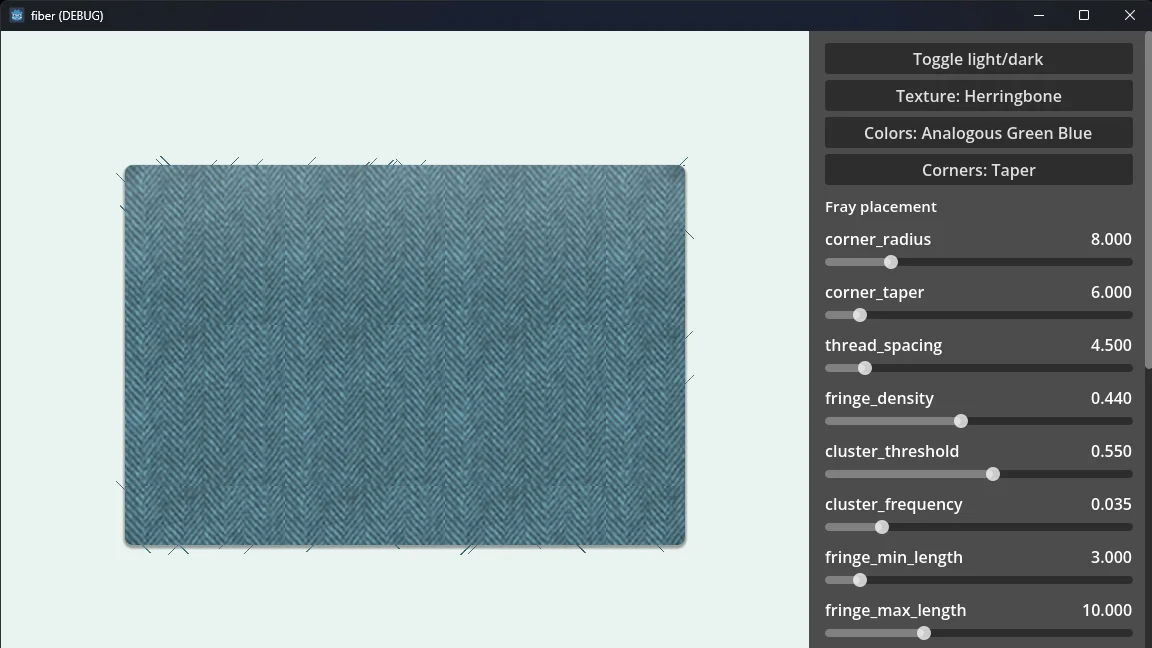 fiber (DEBUG)
Toggle light/dark
Texture: Herringbone
Colors: Analogous Green Blue
Corners: Taper
Fray placement
corner_radius 8.000
corner_taper 6.000
thread_spacing 4.500
fringe_density 0.440
cluster_threshold 0.550
cluster_frequency 0.035
fringe_min_length 3.000
fringe_max_length 10.000